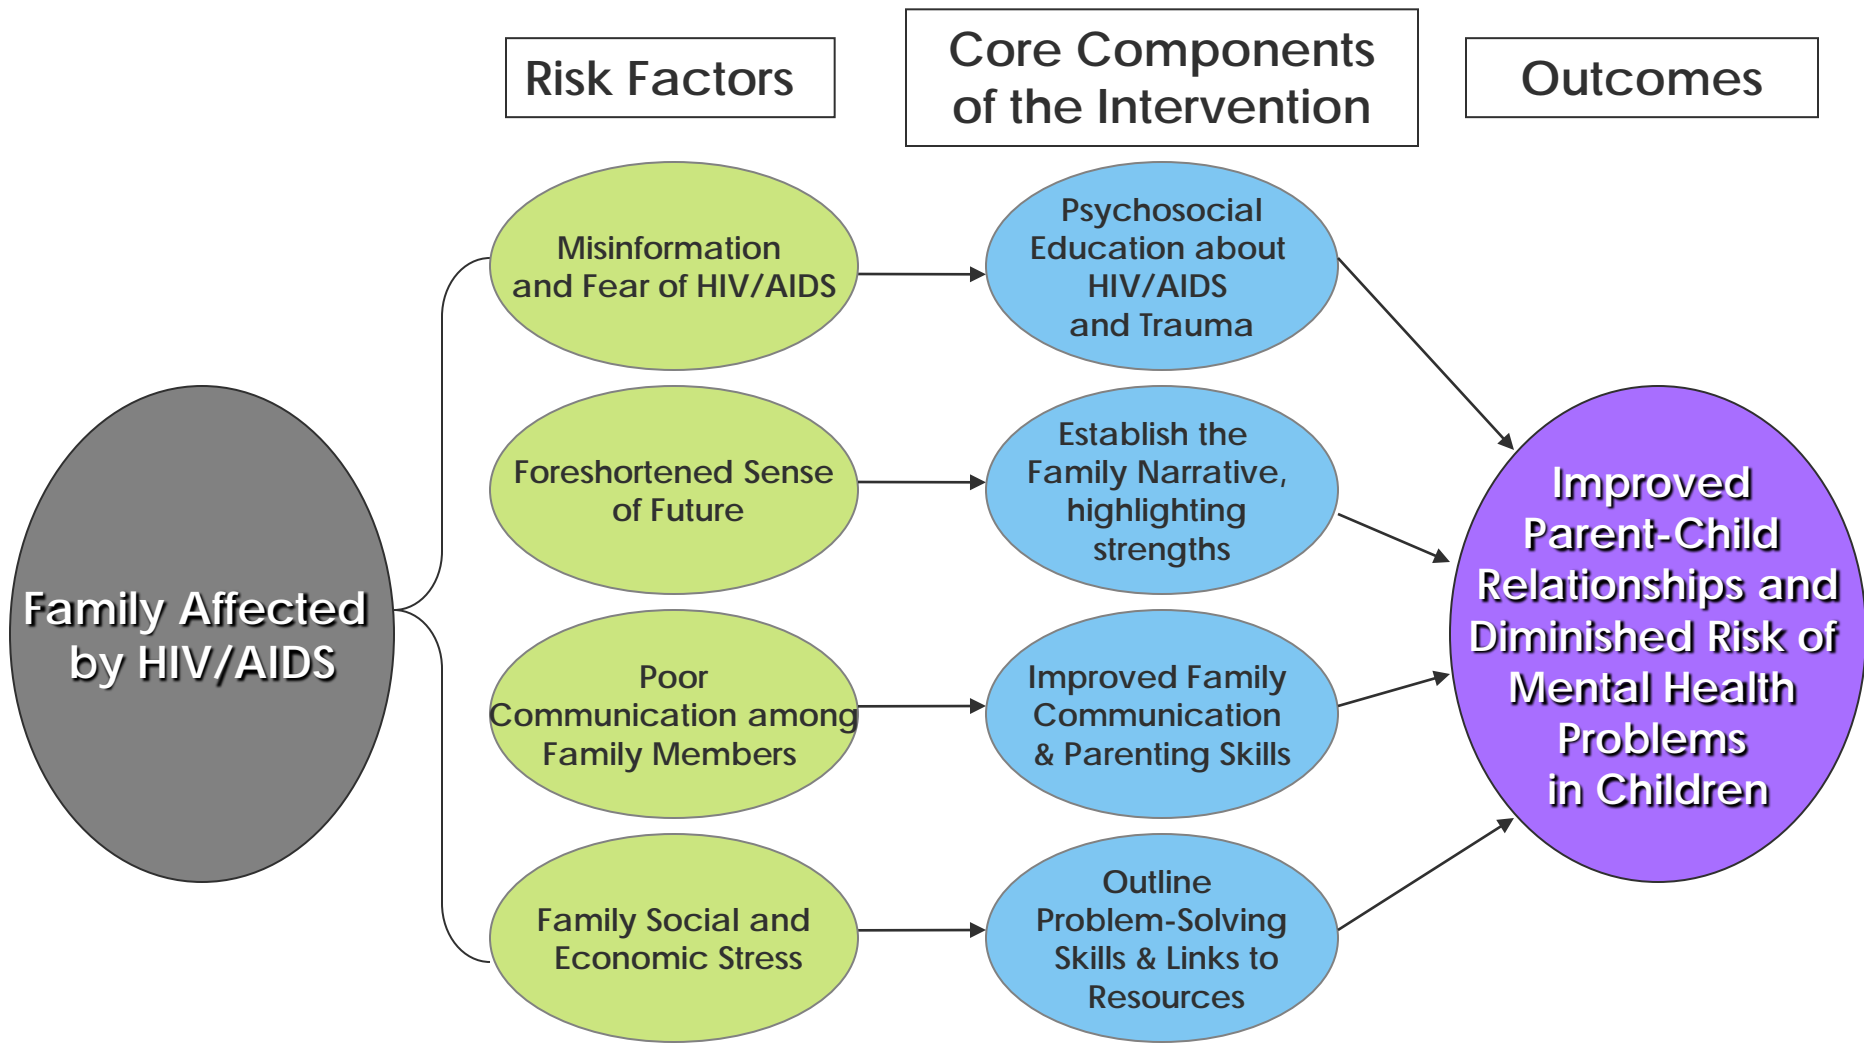 Risk Factors
Core Components
of the Intervention
Outcomes
Family Affected
by HIV/AIDS
Misinformation
and Fear of HIV/AIDS
Psychosocial
Education about
HIV/AIDS
and Trauma
Foreshortened Sense
of Future
Establish the
Family Narrative,
highlighting
strengths
Poor
Communication among
Family Members
Improved Family
Communication
& Parenting Skills
Family Social and
Economic Stress
Outline
Problem-Solving
Skills & Links to
Resources
Improved
Parent-Child
Relationships and
Diminished Risk of
Mental Health
Problems
in Children